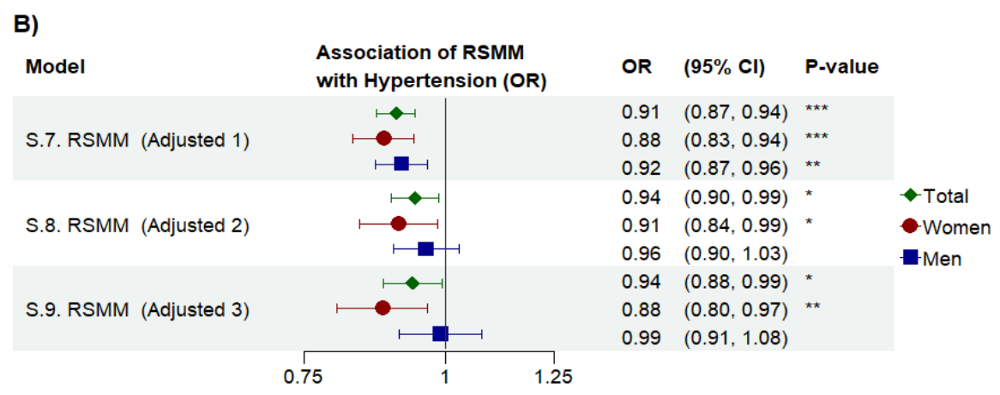 B)
Model
Association of RSMM
with Hypertension (OR)
OR (95% CI) P-value
0.91 (0.87, 0.94) ***
S.7. RSMM (Adjusted 1) 0.88 (0.83, 0.94) ***
0.92 (0.87, 0.96) **
0.94 (0.90, 0.99) *
S.8. RSMM (Adjusted 2) 0.91 (0.84, 0.99) *
0.96 (0.90, 1.03)
0.94 (0.88, 0.99) *
S.9. RSMM (Adjusted 3) 0.88 (0.80, 0.97) **
0.99 (0.91, 1.08)
Total
Women
Men
0.75 1 1.25